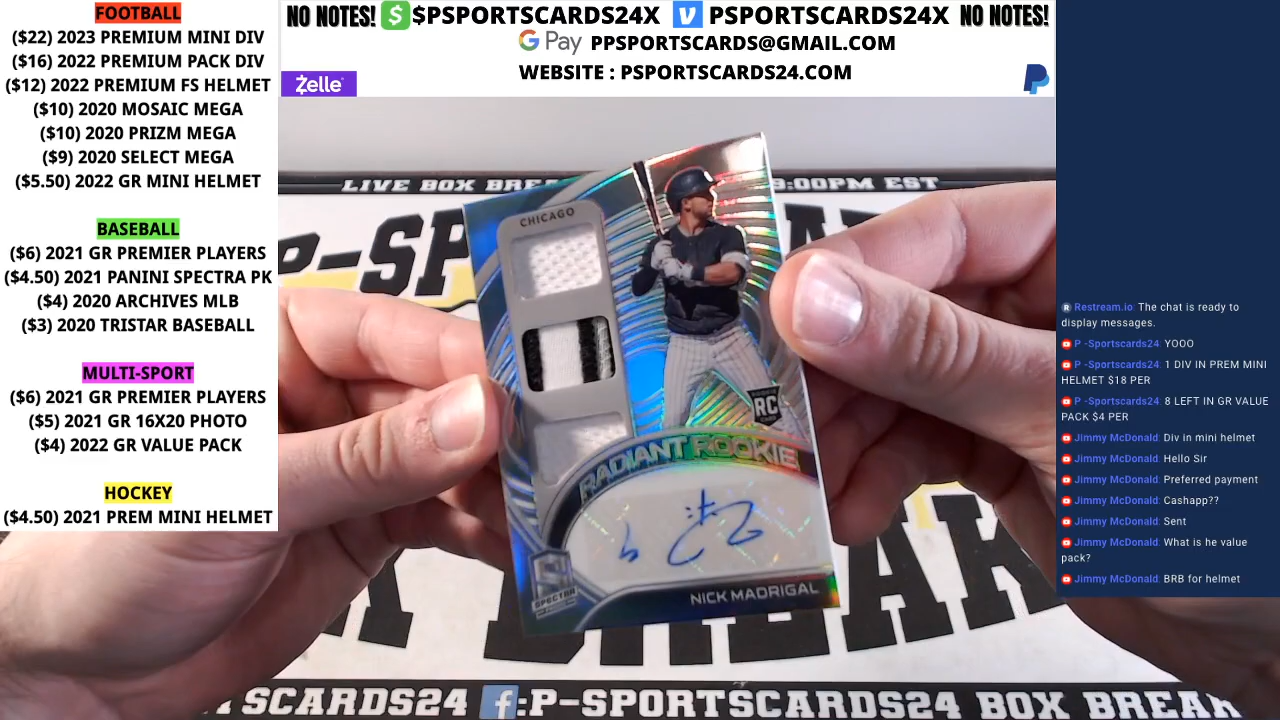 FOOTBALL
($22) 2023 PREMIUM MINI DIV
($16) 2022 PREMIUM PACK DIV
($12) 2022 PREMIUM FS HELMET
($10) 2020 MOSAIC MEGA
($10) 2020 PRIZM MEGA
($9) 2020 SELECT MEGA
($5.50) 2022 GR MINI HELMET
BASEBALL
($6) 2021 GR PREMIER PLAYERS
($4.50) 2021 PANINI SPECTRA PK
($4) 2020 ARCHIVES MLB
($3) 2020 TRISTAR BASEBALL
MULTI-SPORT
($6) 2021 GR PREMIER PLAYERS
($5) 2021 GR 16X20 PHOTO
($4) 2022 GR VALUE PACK
HOCKEY
($4.50) 2021 PREM MINI HELMET
NO NOTES! $ $PSPORTSCARDS24X V PSPORTSCARDS24X NO NOTES!
G Pay PPSPORTSCARDS@GMAIL.COM
WEBSITE : PSPORTSCARDS24.COM
Zelle
LIVE BOX BREA 9:00PM EST
P-SP
BREAK
CHICAGO
RC
RADIANT ROOKIE
SPECTRA
NICK MADRIGAL
SCARDS24 f:P-SPORTSCARDS24 BOX BREAK
Restream.io: The chat is ready to
display messages.
P -Sportscards24: YOOO
P -Sportscards24: 1 DIV IN PREM MINI
HELMET $18 PER
P -Sportscards24: 8 LEFT IN GR VALUE
PACK $4 PER
Jimmy McDonald: Div in mini helmet
Jimmy McDonald: Hello Sir
Jimmy McDonald: Preferred payment
Jimmy McDonald: Cashapp??
Jimmy McDonald: Sent
Jimmy McDonald: What is he value
pack?
Jimmy McDonald: BRB for helmet